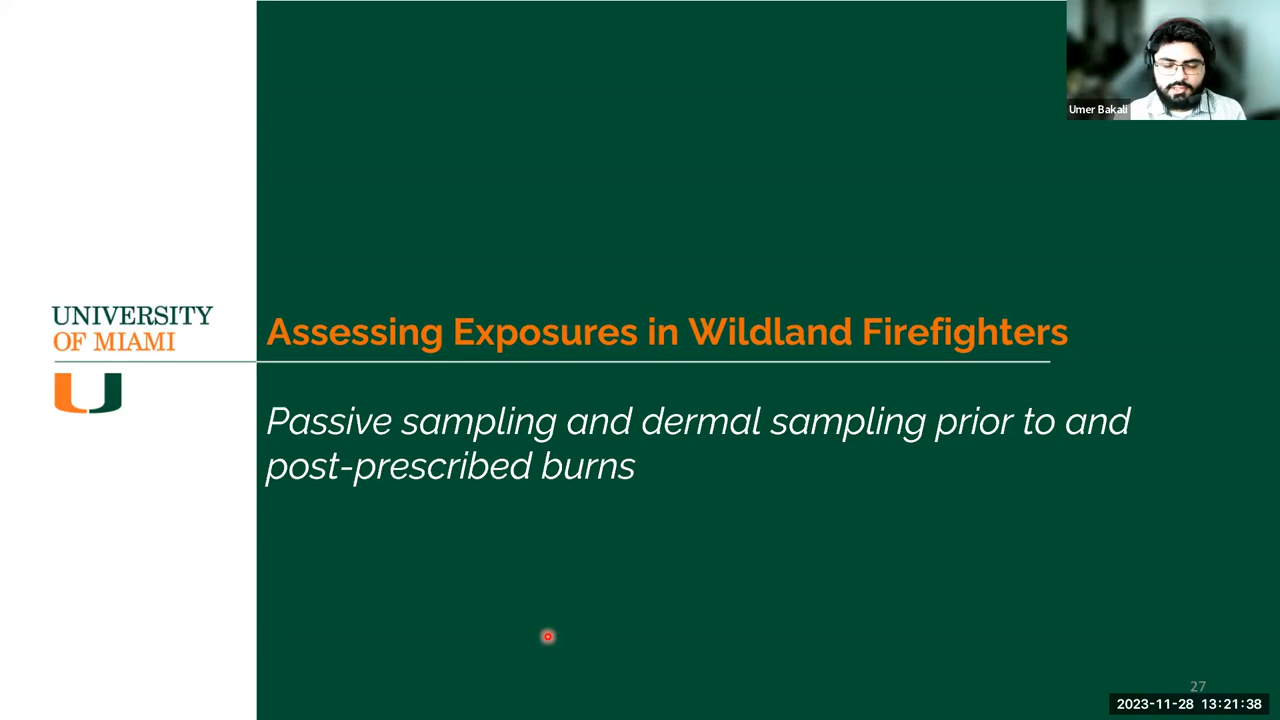 Umer Bakali
UNIVERSITY
OF MIAMI
Assessing Exposures in Wildland Firefighters
Passive sampling and dermal sampling prior to and
post-prescribed burns
27
2023-11-28 13:21:38